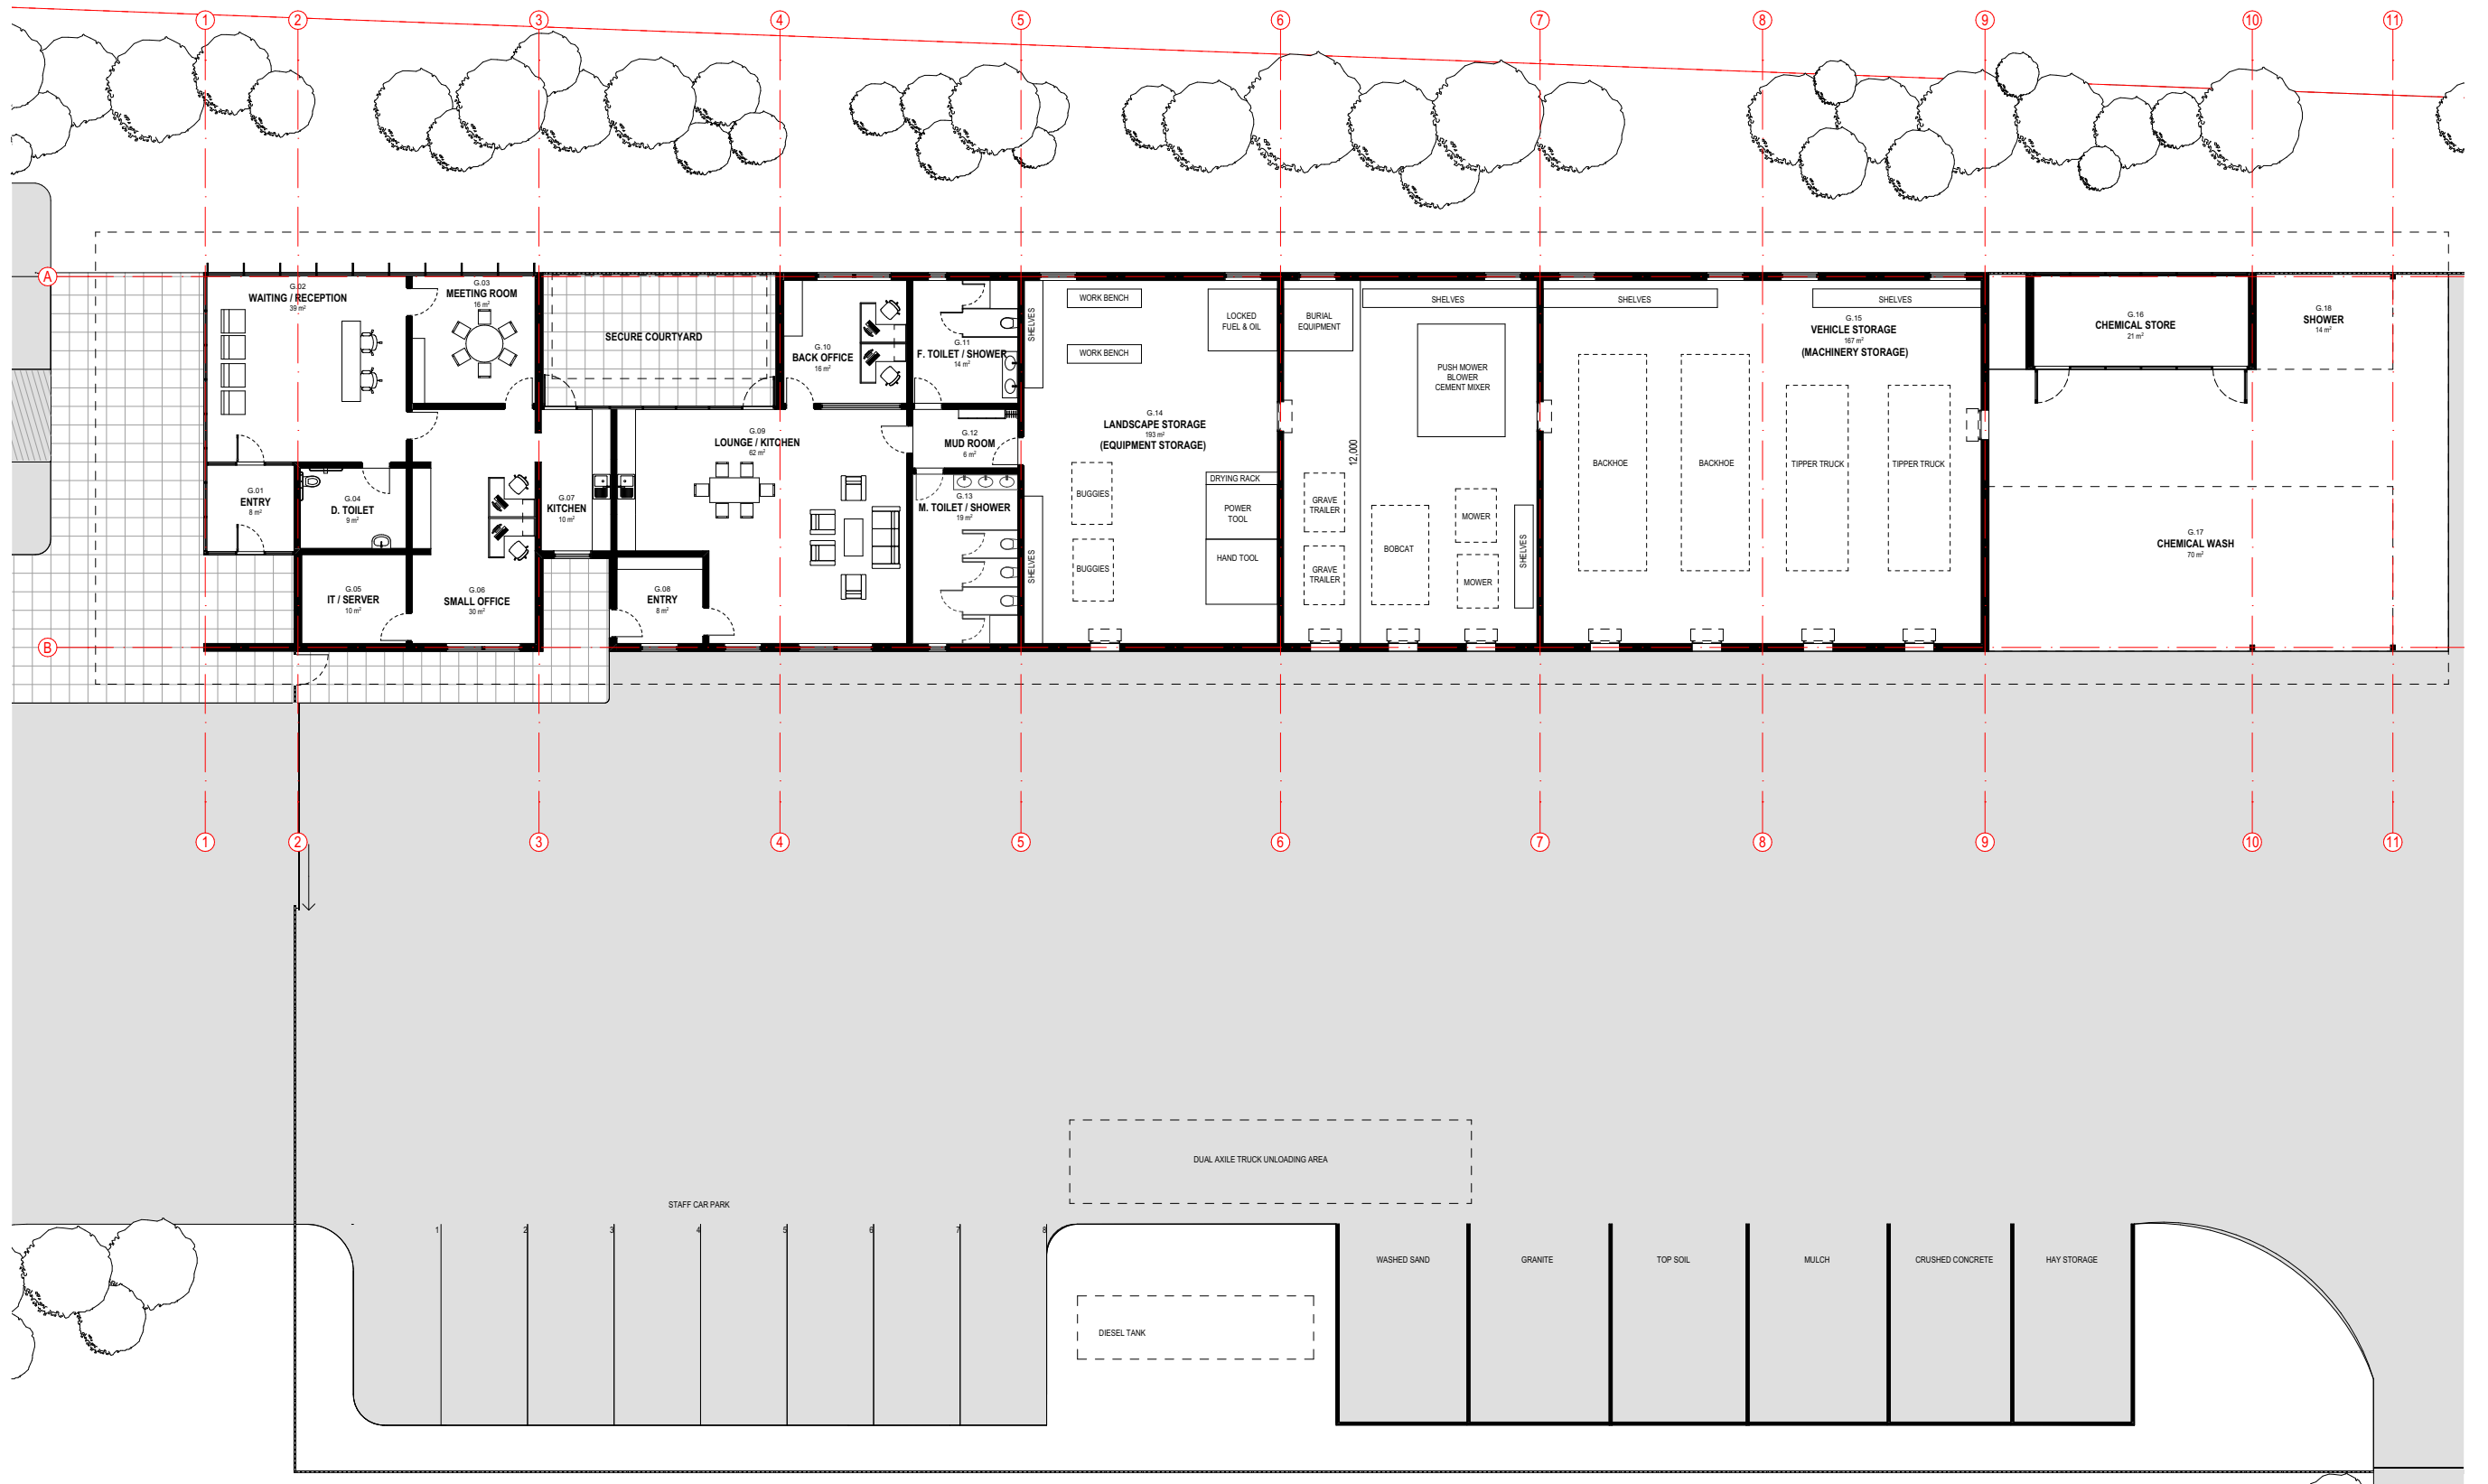 1 2 3 4 5 6 7 8 9 10 11
A
G.02
WAITING / RECEPTION
39 m²
G.03
MEETING ROOM
16 m²
SECURE COURTYARD
G.10
BACK OFFICE
16 m²
G.11
F. TOILET / SHOWER
14 m²
SHELVES
WORK BENCH
WORK BENCH
LOCKED
FUEL & OIL
BURIAL
EQUIPMENT
SHELVES
SHELVES
SHELVES
PUSH MOWER
BLOWER
CEMENT MIXER
G.15
VEHICLE STORAGE
167 m²
(MACHINERY STORAGE)
G.16
CHEMICAL STORE
21 m²
G.18
SHOWER
14 m²
G.14
LANDSCAPE STORAGE
193 m²
(EQUIPMENT STORAGE)
12,000
G.09
LOUNGE / KITCHEN
62 m²
G.12
MUD ROOM
6 m²
G.01
ENTRY
8 m²
G.04
D. TOILET
9 m²
G.07
KITCHEN
10 m²
G.13
M. TOILET / SHOWER
19 m²
SHELVES
BUGGIES
BUGGIES
DRYING RACK
POWER
TOOL
HAND TOOL
GRAVE
TRAILER
GRAVE
TRAILER
BOBCAT
MOWER
MOWER
SHELVES
BACKHOE
BACKHOE
TIPPER TRUCK
TIPPER TRUCK
G.17
CHEMICAL WASH
70 m²
G.05
IT / SERVER
10 m²
G.06
SMALL OFFICE
30 m²
G.08
ENTRY
8 m²
B
1 2 3 4 5 6 7 8 9 10 11
DUAL AXILE TRUCK UNLOADING AREA
STAFF CAR PARK
1 2 3 4 5 6 7 8
WASHED SAND
GRANITE
TOP SOIL
MULCH
CRUSHED CONCRETE
HAY STORAGE
DIESEL TANK